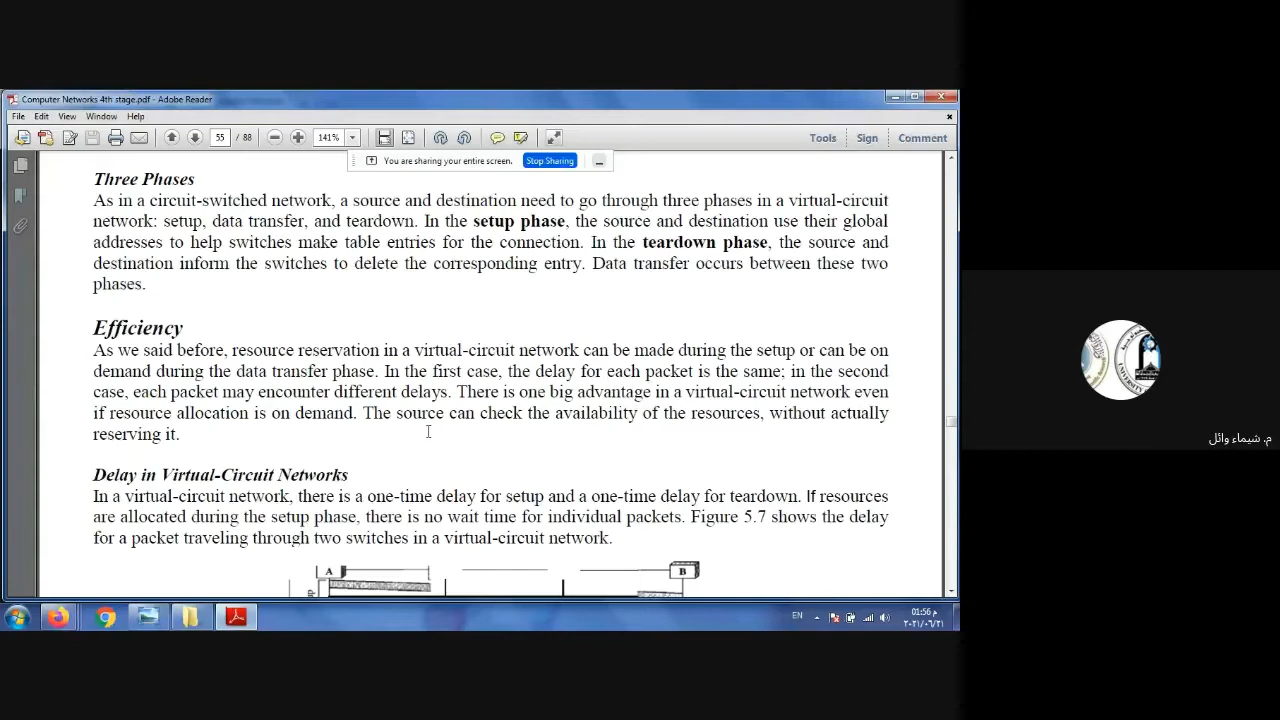 Computer Networks 4th stage.pdf - Adobe Reader
File Edit View Window Help
55 / 88 141% Tools Sign Comment
You are sharing your entire screen. Stop Sharing
Three Phases
As in a circuit-switched network, a source and destination need to go through three phases in a virtual-circuit
network: setup, data transfer, and teardown. In the setup phase, the source and destination use their global
addresses to help switches make table entries for the connection. In the teardown phase, the source and
destination inform the switches to delete the corresponding entry. Data transfer occurs between these two
phases.
Efficiency
As we said before, resource reservation in a virtual-circuit network can be made during the setup or can be on
demand during the data transfer phase. In the first case, the delay for each packet is the same; in the second
case, each packet may encounter different delays. There is one big advantage in a virtual-circuit network even
if resource allocation is on demand. The source can check the availability of the resources, without actually
reserving it.
Delay in Virtual-Circuit Networks
In a virtual-circuit network, there is a one-time delay for setup and a one-time delay for teardown. If resources
are allocated during the setup phase, there is no wait time for individual packets. Figure 5.7 shows the delay
for a packet traveling through two switches in a virtual-circuit network.
A B
EN
01:56 م
٢٠٢١/٠٦/٢١
م. شيماء وائل